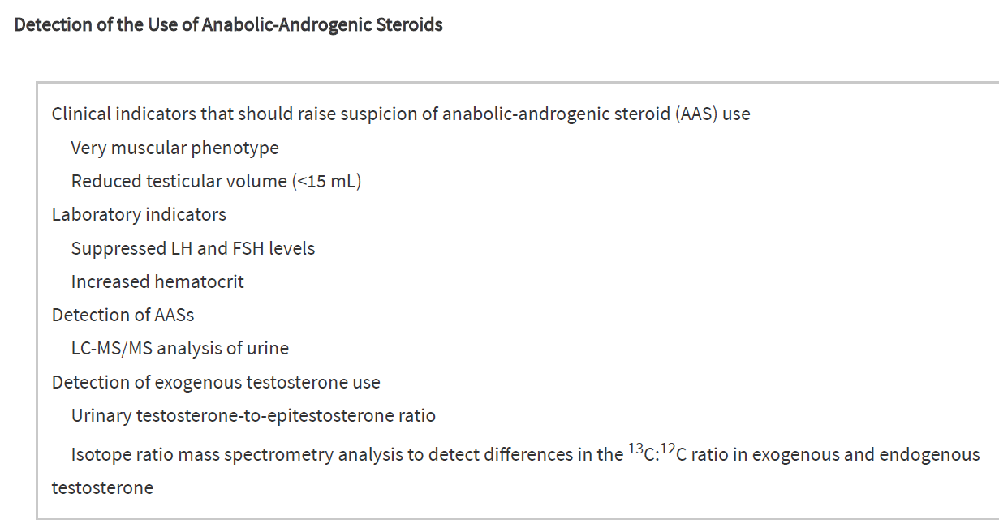 Detection of the Use of Anabolic-Androgenic Steroids
Clinical indicators that should raise suspicion of anabolic-androgenic steroid (AAS) use
Very muscular phenotype
Reduced testicular volume (<15 mL)
Laboratory indicators
Suppressed LH and FSH levels
Increased hematocrit
Detection of AASs
LC-MS/MS analysis of urine
Detection of exogenous testosterone use
Urinary testosterone-to-epitestosterone ratio
Isotope ratio mass spectrometry analysis to detect differences in the ¹³C:¹²C ratio in exogenous and endogenous
testosterone